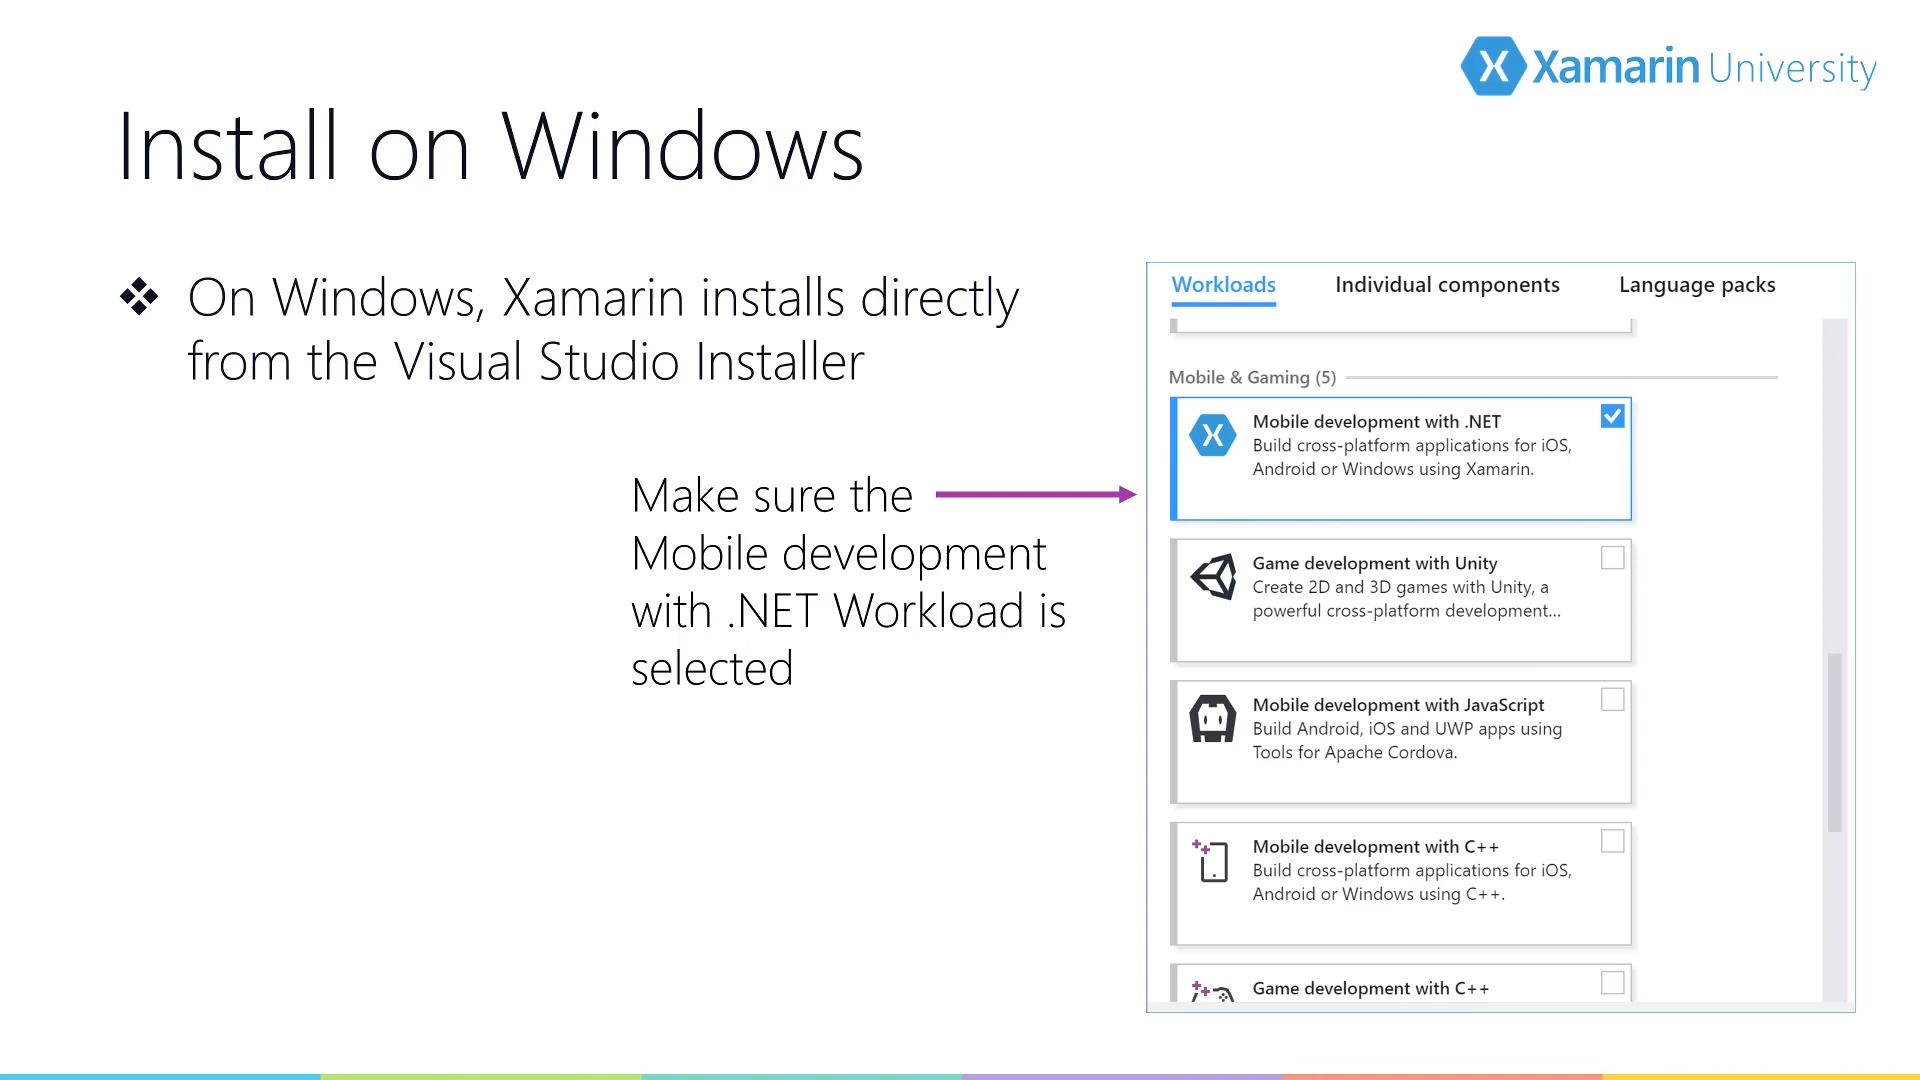 Xamarin University
Install on Windows
❖ On Windows, Xamarin installs directly
from the Visual Studio Installer
Make sure the
Mobile development
with .NET Workload is
selected
Workloads Individual components Language packs
Mobile & Gaming (5)
Mobile development with .NET
Build cross-platform applications for iOS,
Android or Windows using Xamarin.
Game development with Unity
Create 2D and 3D games with Unity, a
powerful cross-platform development...
Mobile development with JavaScript
Build Android, iOS and UWP apps using
Tools for Apache Cordova.
Mobile development with C++
Build cross-platform applications for iOS,
Android or Windows using C++.
Game development with C++